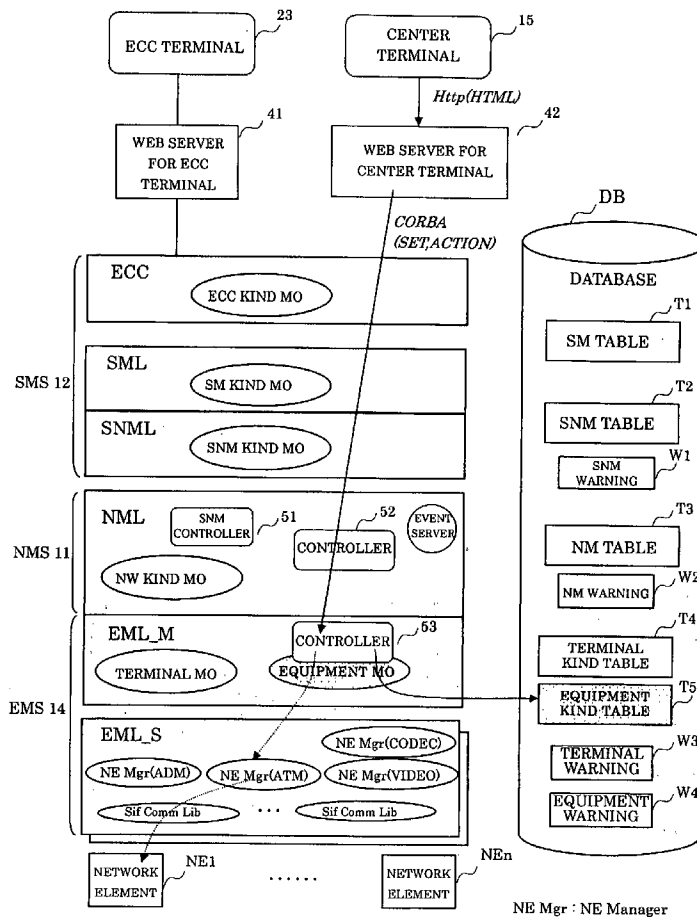 23
ECC TERMINAL
15
CENTER
TERMINAL
Http(HTML)
41
WEB SERVER
FOR ECC
TERMINAL
42
WEB SERVER FOR
CENTER TERMINAL
CORBA
(SET,ACTION)
DB
DATABASE
T1
SM TABLE
T2
SNM TABLE
W1
SNM
WARNING
T3
NM TABLE
W2
NM WARNING
T4
TERMINAL
KIND TABLE
T5
EQUIPMENT
KIND TABLE
W3
TERMINAL
WARNING
W4
EQUIPMENT
WARNING
SMS 12
ECC
ECC KIND MO
SML
SM KIND MO
SNML
SNM KIND MO
NMS 11
NML
SNM
CONTROLLER
51
52
CONTROLLER
EVENT
SERVER
NW KIND MO
EMS 14
EML_M
CONTROLLER
53
TERMINAL MO
EQUIPMENT MO
EML_S
NE Mgr(CODEC)
NE Mgr(ADM)
NE Mgr(ATM)
NE Mgr(VIDEO)
Sif Comm Lib
...
Sif Comm Lib
NE1
NETWORK
ELEMENT
......
NEn
NETWORK
ELEMENT
NE Mgr : NE Manager